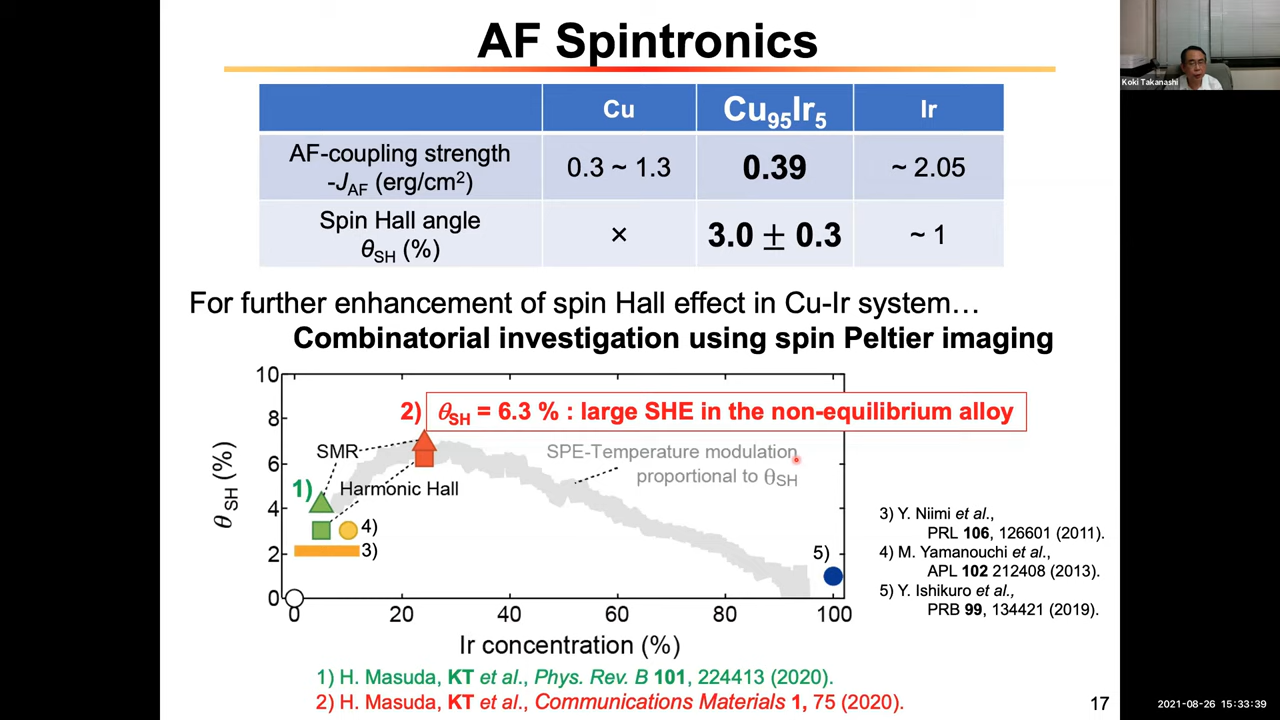 AF Spintronics
Koki Takanashi
Cu Cu95Ir5 Ir
AF-coupling strength
-JAF (erg/cm2) 0.3 ~ 1.3 0.39 ~ 2.05
Spin Hall angle
θSH (%) × 3.0 ± 0.3 ~ 1
For further enhancement of spin Hall effect in Cu-Ir system…
Combinatorial investigation using spin Peltier imaging
10
8
6
4
2
0
θSH (%)
2) θSH = 6.3 % : large SHE in the non-equilibrium alloy
SMR
SPE-Temperature modulation
proportional to θSH
1)
Harmonic Hall
4)
3)
5)
0 20 40 60 80 100
Ir concentration (%)
3) Y. Niimi et al.,
PRL 106, 126601 (2011).
4) M. Yamanouchi et al.,
APL 102 212408 (2013).
5) Y. Ishikuro et al.,
PRB 99, 134421 (2019).
1) H. Masuda, KT et al., Phys. Rev. B 101, 224413 (2020).
2) H. Masuda, KT et al., Communications Materials 1, 75 (2020).
17
2021-08-26 15:33:39